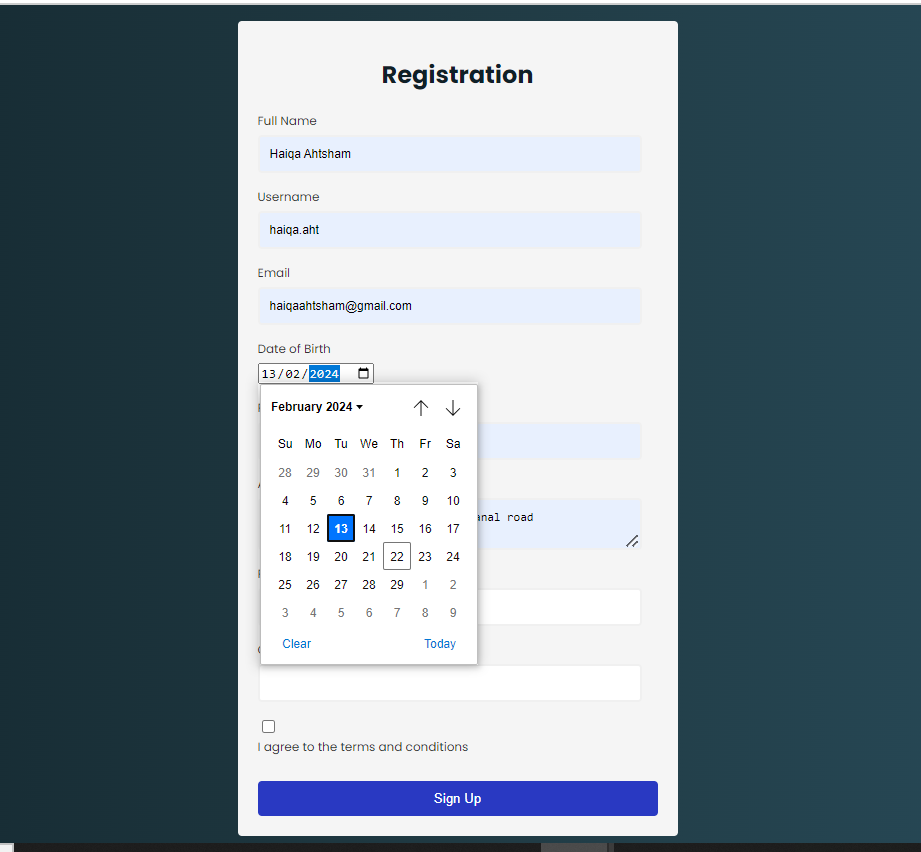 Registration
Full Name
Haiqa Ahtsham
Username
haiqa.aht
Email
haiqaahtsham@gmail.com
Date of Birth
13/02/2024
February 2024
Su Mo Tu We Th Fr Sa
28 29 30 31 1 2 3
4 5 6 7 8 9 10
11 12 13 14 15 16 17
18 19 20 21 22 23 24
25 26 27 28 29 1 2
3 4 5 6 7 8 9
Clear Today
road
I agree to the terms and conditions
Sign Up